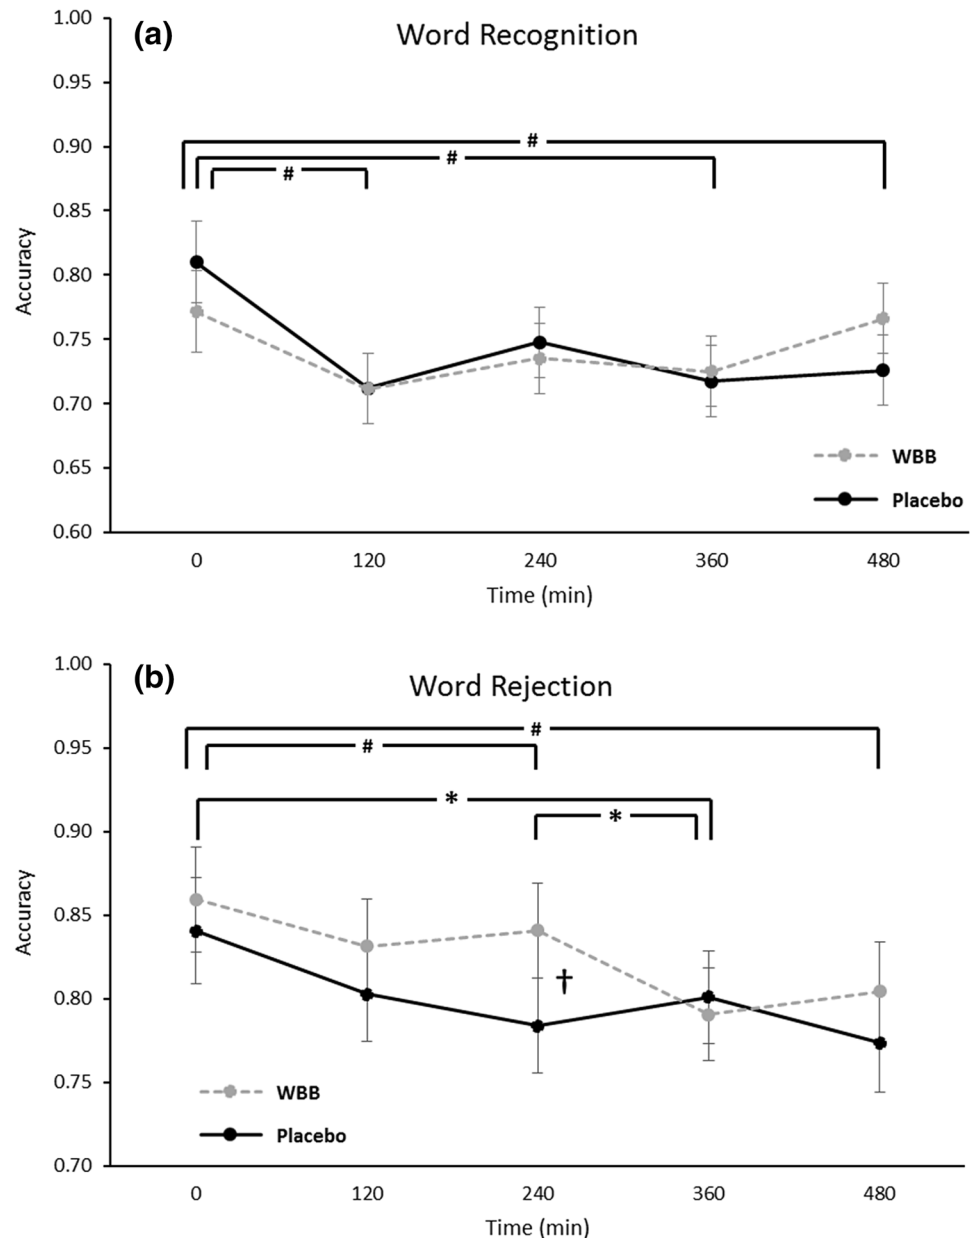 (a) Word Recognition
1.00
0.95
0.90
0.85
0.80
0.75
0.70
0.65
0.60
Accuracy
#
#
#
WBB
Placebo
0 120 240 360 480
Time (min)
(b) Word Rejection
1.00
0.95
0.90
0.85
0.80
0.75
0.70
Accuracy
#
#
*
*
†
WBB
Placebo
0 120 240 360 480
Time (min)